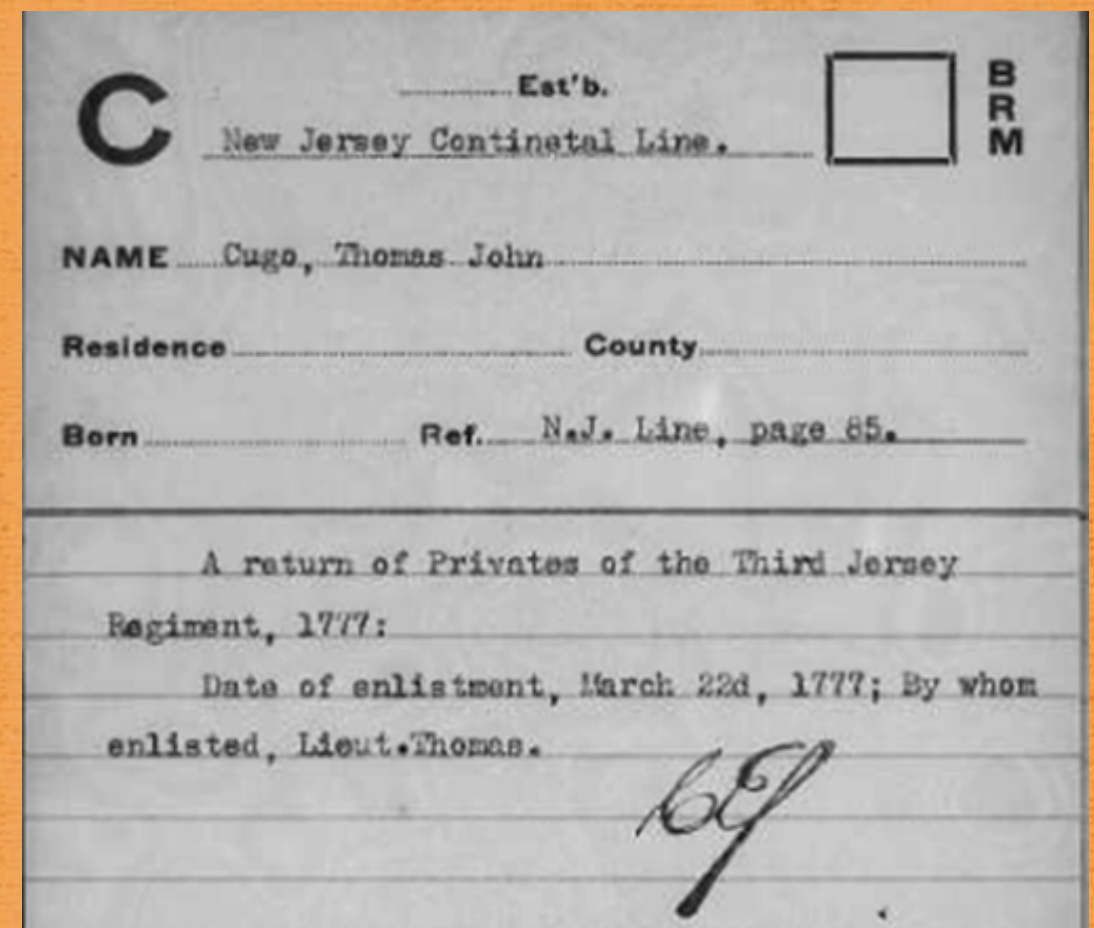 C
Est'b.
B
R
M
New Jersey Continetal Line.
NAME Cugo, Thomas John
Residence County
Born Ref. N.J. Line, page 85.
A return of Privates of the Third Jersey
Regiment, 1777:
Date of enlistment, March 22d, 1777; By whom
enlisted, Lieut.Thomas.